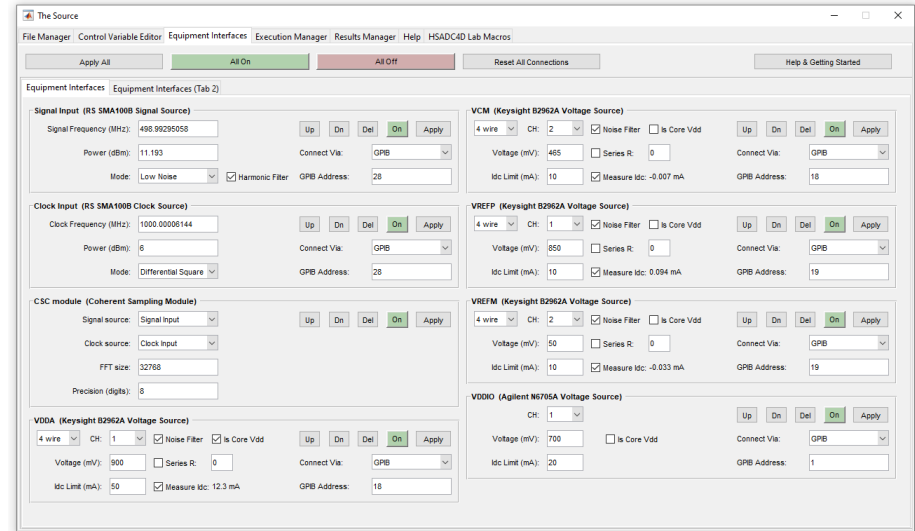 The Source
File Manager Control Variable Editor Equipment Interfaces Execution Manager Results Manager Help HSADC4D Lab Macros
Apply All All On All Off Reset All Connections Help & Getting Started
Equipment Interfaces Equipment Interfaces (Tab 2)
Signal Input (RS SMA100B Signal Source)
Signal Frequency (MHz): 498.99295058 Up Dn Del On Apply
Power (dBm): 11.193 Connect Via: GPIB
Mode: Low Noise Harmonic Filter GPIB Address: 28
Clock Input (RS SMA100B Clock Source)
Clock Frequency (MHz): 1000.00006144 Up Dn Del On Apply
Power (dBm): 6 Connect Via: GPIB
Mode: Differential Square GPIB Address: 28
CSC module (Coherent Sampling Module)
Signal source: Signal Input Up Dn Del On Apply
Clock source: Clock Input
FFT size: 32768
Precision (digits): 8
VDDA (Keysight B2962A Voltage Source)
4 wire CH: 1 Noise Filter Is Core Vdd Up Dn Del On Apply
Voltage (mV): 900 Series R: 0 Connect Via: GPIB
Idc Limit (mA): 50 Measure Idc: 12.3 mA GPIB Address: 18
VCM (Keysight B2962A Voltage Source)
4 wire CH: 2 Noise Filter Is Core Vdd Up Dn Del On Apply
Voltage (mV): 465 Series R: 0 Connect Via: GPIB
Idc Limit (mA): 10 Measure Idc: -0.007 mA GPIB Address: 18
VREFP (Keysight B2962A Voltage Source)
4 wire CH: 1 Noise Filter Is Core Vdd Up Dn Del On Apply
Voltage (mV): 850 Series R: 0 Connect Via: GPIB
Idc Limit (mA): 10 Measure Idc: 0.094 mA GPIB Address: 19
VREFM (Keysight B2962A Voltage Source)
4 wire CH: 2 Noise Filter Is Core Vdd Up Dn Del On Apply
Voltage (mV): 50 Series R: 0 Connect Via: GPIB
Idc Limit (mA): 10 Measure Idc: -0.033 mA GPIB Address: 19
VDDIO (Agilent N6705A Voltage Source)
CH: 1 Up Dn Del On Apply
Voltage (mV): 700 Is Core Vdd Connect Via: GPIB
Idc Limit (mA): 20 GPIB Address: 1